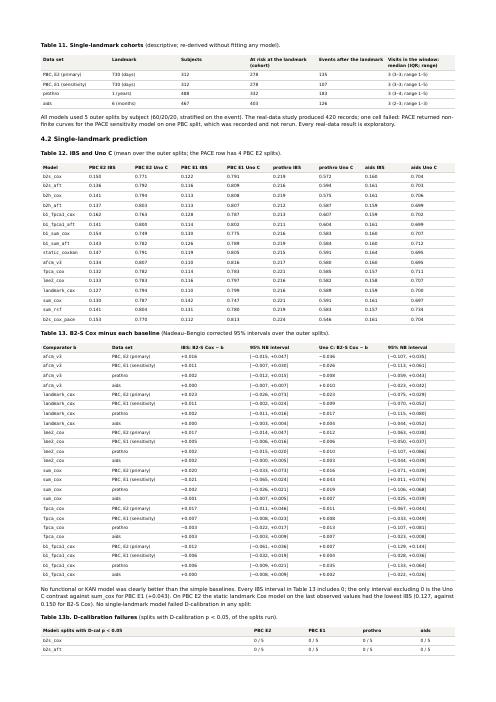 Table 11. Single-landmark cohorts (descriptive; re-derived without fitting any model).
Data set Landmark Subjects At risk at the landmark (cohort) Events after the landmark Visits in the window: median (IQR; range)
PBC, E2 (primary) 730 (days) 312 278 135 3 (3–3; range 1–5)
PBC, E1 (sensitivity) 730 (days) 312 278 107 3 (3–3; range 1–5)
prothro 1 (years) 488 332 183 3 (3–4; range 1–5)
aids 6 (months) 467 403 126 3 (2–3; range 1–3)
All models used 5 outer splits by subject (60/20/20, stratified on the event). The real-data study produced 420 records; one cell failed: PACE returned non-
finite curves for the PACE sensitivity model on one PBC split, which was recorded and not rerun. Every real-data result is exploratory.
4.2 Single-landmark prediction
Table 12. IBS and Uno C (mean over the outer splits; the PACE row has 4 PBC E2 splits).
Model PBC E2 IBS PBC E2 Uno C PBC E1 IBS PBC E1 Uno C prothro IBS prothro Uno C aids IBS aids Uno C
b2s_cox 0.150 0.771 0.122 0.791 0.219 0.572 0.160 0.704
b2s_aft 0.136 0.792 0.116 0.809 0.216 0.594 0.161 0.703
b2h_cox 0.141 0.794 0.113 0.808 0.219 0.575 0.161 0.706
b2h_aft 0.137 0.803 0.113 0.807 0.212 0.587 0.159 0.699
b1_fpca1_cox 0.162 0.763 0.128 0.787 0.213 0.607 0.159 0.702
b1_fpca1_aft 0.141 0.800 0.114 0.802 0.211 0.604 0.160 0.699
b1_sum_cox 0.154 0.749 0.130 0.775 0.216 0.583 0.160 0.707
b1_sum_aft 0.143 0.782 0.126 0.789 0.219 0.583 0.160 0.712
static_coxkan 0.147 0.791 0.119 0.805 0.215 0.591 0.164 0.695
afcm_v3 0.134 0.807 0.110 0.816 0.217 0.580 0.160 0.695
fpca_cox 0.132 0.782 0.114 0.783 0.221 0.585 0.157 0.711
lme2_cox 0.133 0.783 0.116 0.797 0.216 0.582 0.158 0.707
landmark_cox 0.127 0.794 0.110 0.799 0.216 0.589 0.159 0.700
sum_cox 0.130 0.787 0.142 0.747 0.221 0.591 0.161 0.697
sum_rsf 0.141 0.804 0.131 0.780 0.219 0.583 0.157 0.734
b2s_cox_pace 0.153 0.770 0.112 0.813 0.224 0.546 0.161 0.704
Table 13. B2-S Cox minus each baseline (Nadeau–Bengio corrected 95% intervals over the outer splits).
Comparator b Data set IBS: B2-S Cox − b 95% NB interval Uno C: B2-S Cox − b 95% NB interval
afcm_v3 PBC, E2 (primary) +0.016 [−0.015, +0.047] −0.036 [−0.107, +0.035]
afcm_v3 PBC, E1 (sensitivity) +0.011 [−0.007, +0.030] −0.026 [−0.113, +0.061]
afcm_v3 prothro +0.002 [−0.012, +0.015] −0.008 [−0.059, +0.043]
afcm_v3 aids +0.000 [−0.007, +0.007] +0.010 [−0.023, +0.042]
landmark_cox PBC, E2 (primary) +0.023 [−0.026, +0.073] −0.023 [−0.075, +0.029]
landmark_cox PBC, E1 (sensitivity) +0.011 [−0.002, +0.024] −0.009 [−0.070, +0.052]
landmark_cox prothro +0.002 [−0.011, +0.016] −0.017 [−0.115, +0.080]
landmark_cox aids +0.000 [−0.003, +0.004] +0.004 [−0.044, +0.052]
lme2_cox PBC, E2 (primary) +0.017 [−0.014, +0.047] −0.012 [−0.063, +0.038]
lme2_cox PBC, E1 (sensitivity) +0.005 [−0.006, +0.016] −0.006 [−0.050, +0.037]
lme2_cox prothro +0.002 [−0.015, +0.020] −0.010 [−0.107, +0.086]
lme2_cox aids +0.002 [−0.000, +0.005] −0.003 [−0.044, +0.039]
sum_cox PBC, E2 (primary) +0.020 [−0.033, +0.073] −0.016 [−0.071, +0.039]
sum_cox PBC, E1 (sensitivity) −0.021 [−0.065, +0.024] +0.043 [+0.011, +0.076]
sum_cox prothro −0.002 [−0.026, +0.021] −0.019 [−0.106, +0.068]
sum_cox aids −0.001 [−0.007, +0.005] +0.007 [−0.025, +0.039]
fpca_cox PBC, E2 (primary) +0.017 [−0.011, +0.046] −0.011 [−0.067, +0.044]
fpca_cox PBC, E1 (sensitivity) +0.007 [−0.008, +0.023] +0.008 [−0.033, +0.049]
fpca_cox prothro −0.003 [−0.022, +0.017] −0.013 [−0.107, +0.081]
fpca_cox aids +0.003 [−0.003, +0.009] −0.007 [−0.023, +0.008]
b1_fpca1_cox PBC, E2 (primary) −0.012 [−0.061, +0.036] +0.007 [−0.129, +0.144]
b1_fpca1_cox PBC, E1 (sensitivity) −0.006 [−0.028, +0.017] +0.004 [−0.028, +0.036]
b1_fpca1_cox prothro +0.006 [−0.009, +0.021] −0.035 [−0.133, +0.064]
b1_fpca1_cox aids +0.000 [−0.008, +0.009] +0.002 [−0.022, +0.026]
No functional or KAN model was clearly better than the simple baselines. Every IBS interval in Table 13 includes 0; the only interval excluding 0 is the Uno
C contrast against sum_cox for PBC E1 (+0.043). On PBC E2 the static landmark Cox model on the last observed values had the lowest IBS (0.127, against
0.150 for B2-S Cox). No single-landmark model failed D-calibration in any split:
Table 13b. D-calibration failures (splits with D-calibration p < 0.05, of the splits run).
Model: splits with D-cal p < 0.05 PBC E2 PBC E1 prothro aids
b2s_cox 0 / 5 0 / 5 0 / 5 0 / 5
b2s_aft 0 / 5 0 / 5 0 / 5 0 / 5